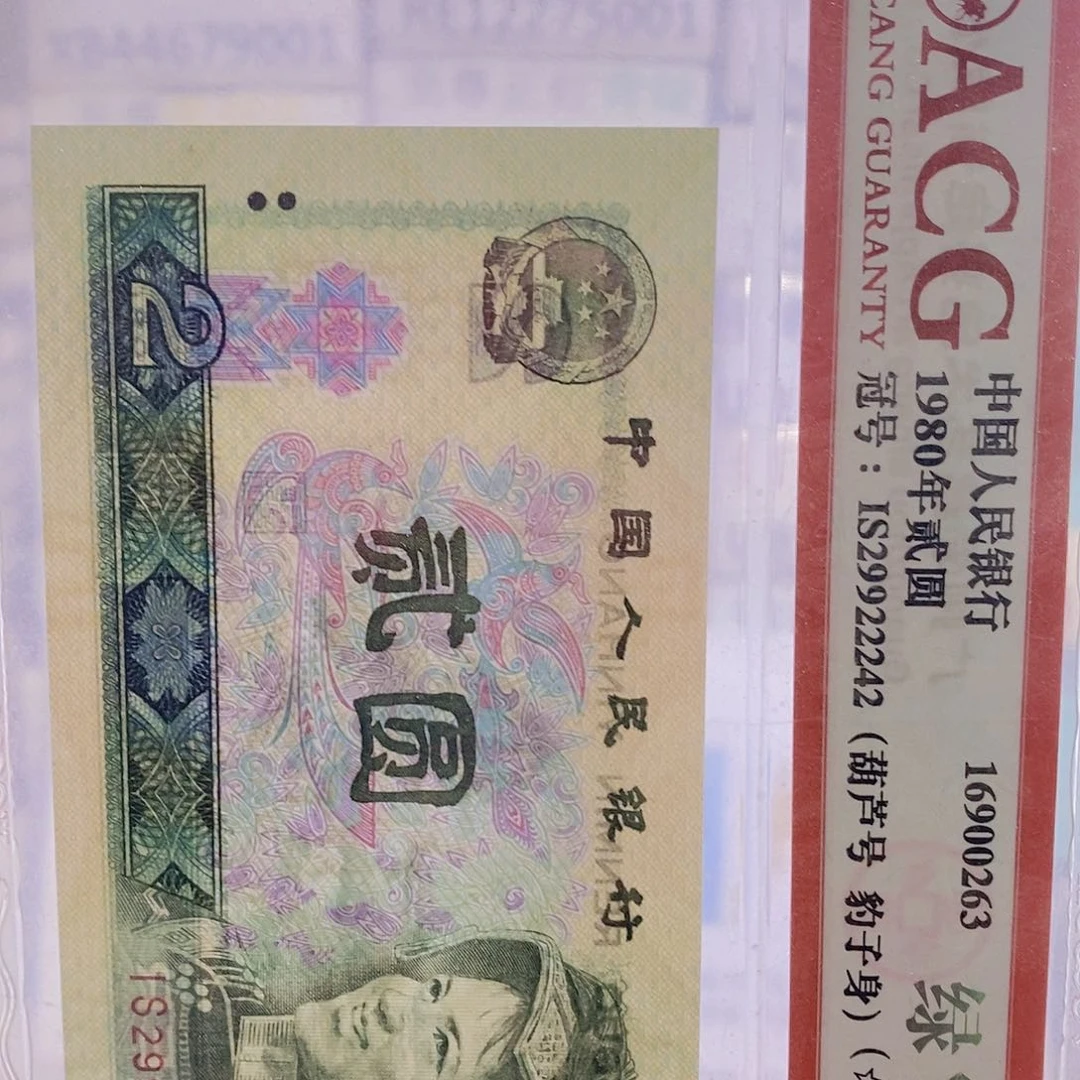 ACG
CANG GUARANTY
中国人民银行 16900263
1980年贰圆 绿
冠号：IS29922242（葫芦号 豹子身）（
中国人民银行
贰圆
2
IS29